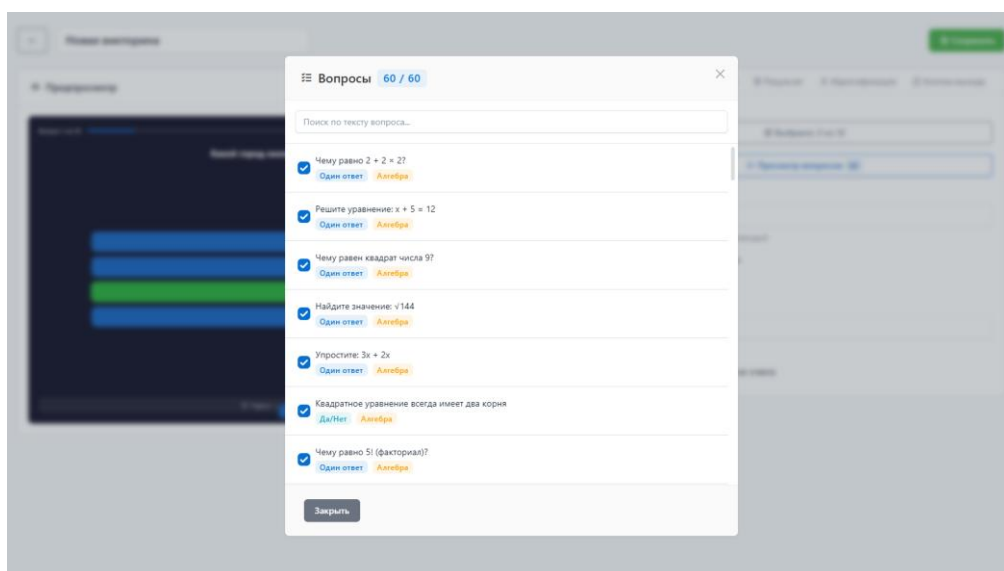 Новая викторина
Предпросмотр
Вопросы 60 / 60
Поиск по тексту вопроса...
Чему равно 2 + 2 × 2?
Один ответ Алгебра
Решите уравнение: x + 5 = 12
Один ответ Алгебра
Чему равен квадрат числа 9?
Один ответ Алгебра
Найдите значение: √144
Один ответ Алгебра
Упростите: 3x + 2x
Один ответ Алгебра
Квадратное уравнение всегда имеет два корня
Да/Нет Алгебра
Чему равно 5! (факториал)?
Один ответ Алгебра
Закрыть